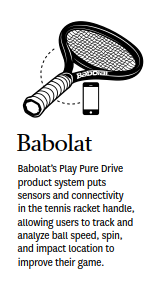 Babolat
Babolat
Babolat's Play Pure Drive
product system puts
sensors and connectivity
in the tennis racket handle,
allowing users to track and
analyze ball speed, spin,
and impact location to
improve their game.